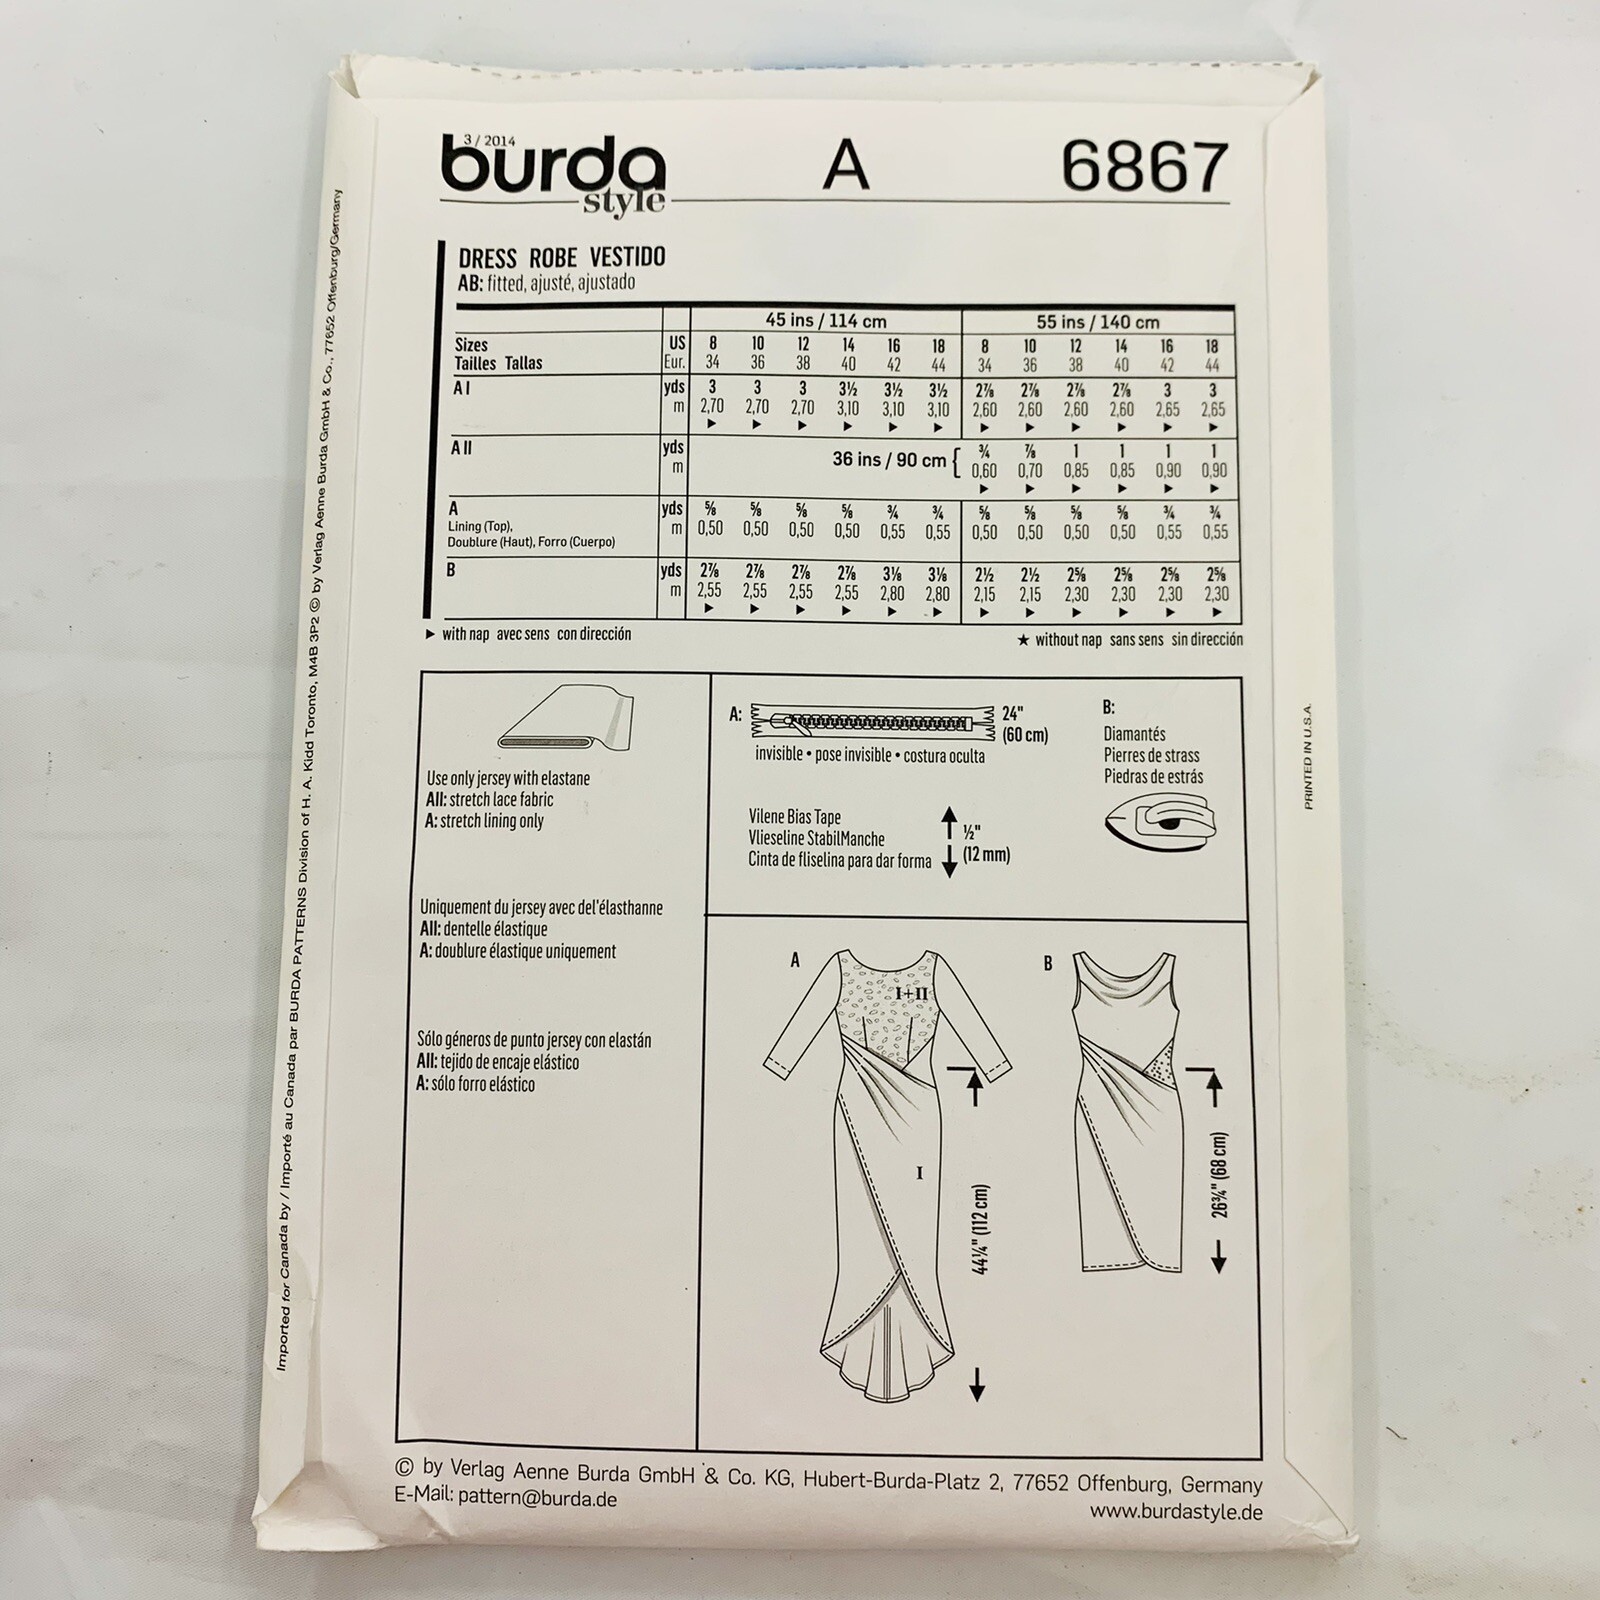 3 / 2014
burda style
A
6867
DRESS ROBE VESTIDO
AB: fitted, ajusté, ajustado
45 ins / 114 cm 55 ins / 140 cm
Sizes US 8 10 12 14 16 18 8 10 12 14 16 18
Tailles Tallas Eur. 34 36 38 40 42 44 34 36 38 40 42 44
A I yds 3 3 3 3½ 3½ 3½ 2⅞ 2⅞ 2⅞ 2⅞ 3 3
m 2,70 2,70 2,70 3,10 3,10 3,10 2,60 2,60 2,60 2,60 2,65 2,65
► ► ► ► ► ► ► ► ► ► ► ►
A II yds 36 ins / 90 cm { ¾ ⅞ 1 1 1 1
m 0,60 0,70 0,85 0,85 0,90 0,90
► ► ► ► ► ►
A yds ⅝ ⅝ ⅝ ⅝ ¾ ¾ ⅝ ⅝ ⅝ ⅝ ¾ ¾
Lining (Top), m 0,50 0,50 0,50 0,50 0,55 0,55 0,50 0,50 0,50 0,50 0,55 0,55
Doublure (Haut), Forro (Cuerpo)
B yds 2⅞ 2⅞ 2⅞ 2⅞ 3⅛ 3⅛ 2½ 2½ 2⅝ 2⅝ 2⅝ 2⅝
m 2,55 2,55 2,55 2,55 2,80 2,80 2,15 2,15 2,30 2,30 2,30 2,30
► ► ► ► ► ► ► ► ► ► ► ►
► with nap avec sens con dirección ★ without nap sans sens sin dirección
Use only jersey with elastane
AII: stretch lace fabric
A: stretch lining only
Uniquement du jersey avec del'élasthanne
AII: dentelle élastique
A: doublure élastique uniquement
Sólo géneros de punto jersey con elastán
AII: tejido de encaje elástico
A: sólo forro elástico
A:
24"
(60 cm)
invisible • pose invisible • costura oculta
Vilene Bias Tape
Vlieseline StabilManche
Cinta de fliselina para dar forma
½"
(12 mm)
B:
Diamantés
Pierres de strass
Piedras de estrás
A
I+II
I
44¼" (112 cm)
B
26¾" (68 cm)
© by Verlag Aenne Burda GmbH & Co. KG, Hubert-Burda-Platz 2, 77652 Offenburg, Germany
E-Mail: pattern@burda.de
www.burdastyle.de
Imported for Canada by / Importé au Canada par BURDA PATTERNS Division of H. A. Kidd Toronto, M4B 3P2 © by Verlag Aenne Burda GmbH & Co., 77652 Offenburg/Germany
PRINTED IN U.S.A.